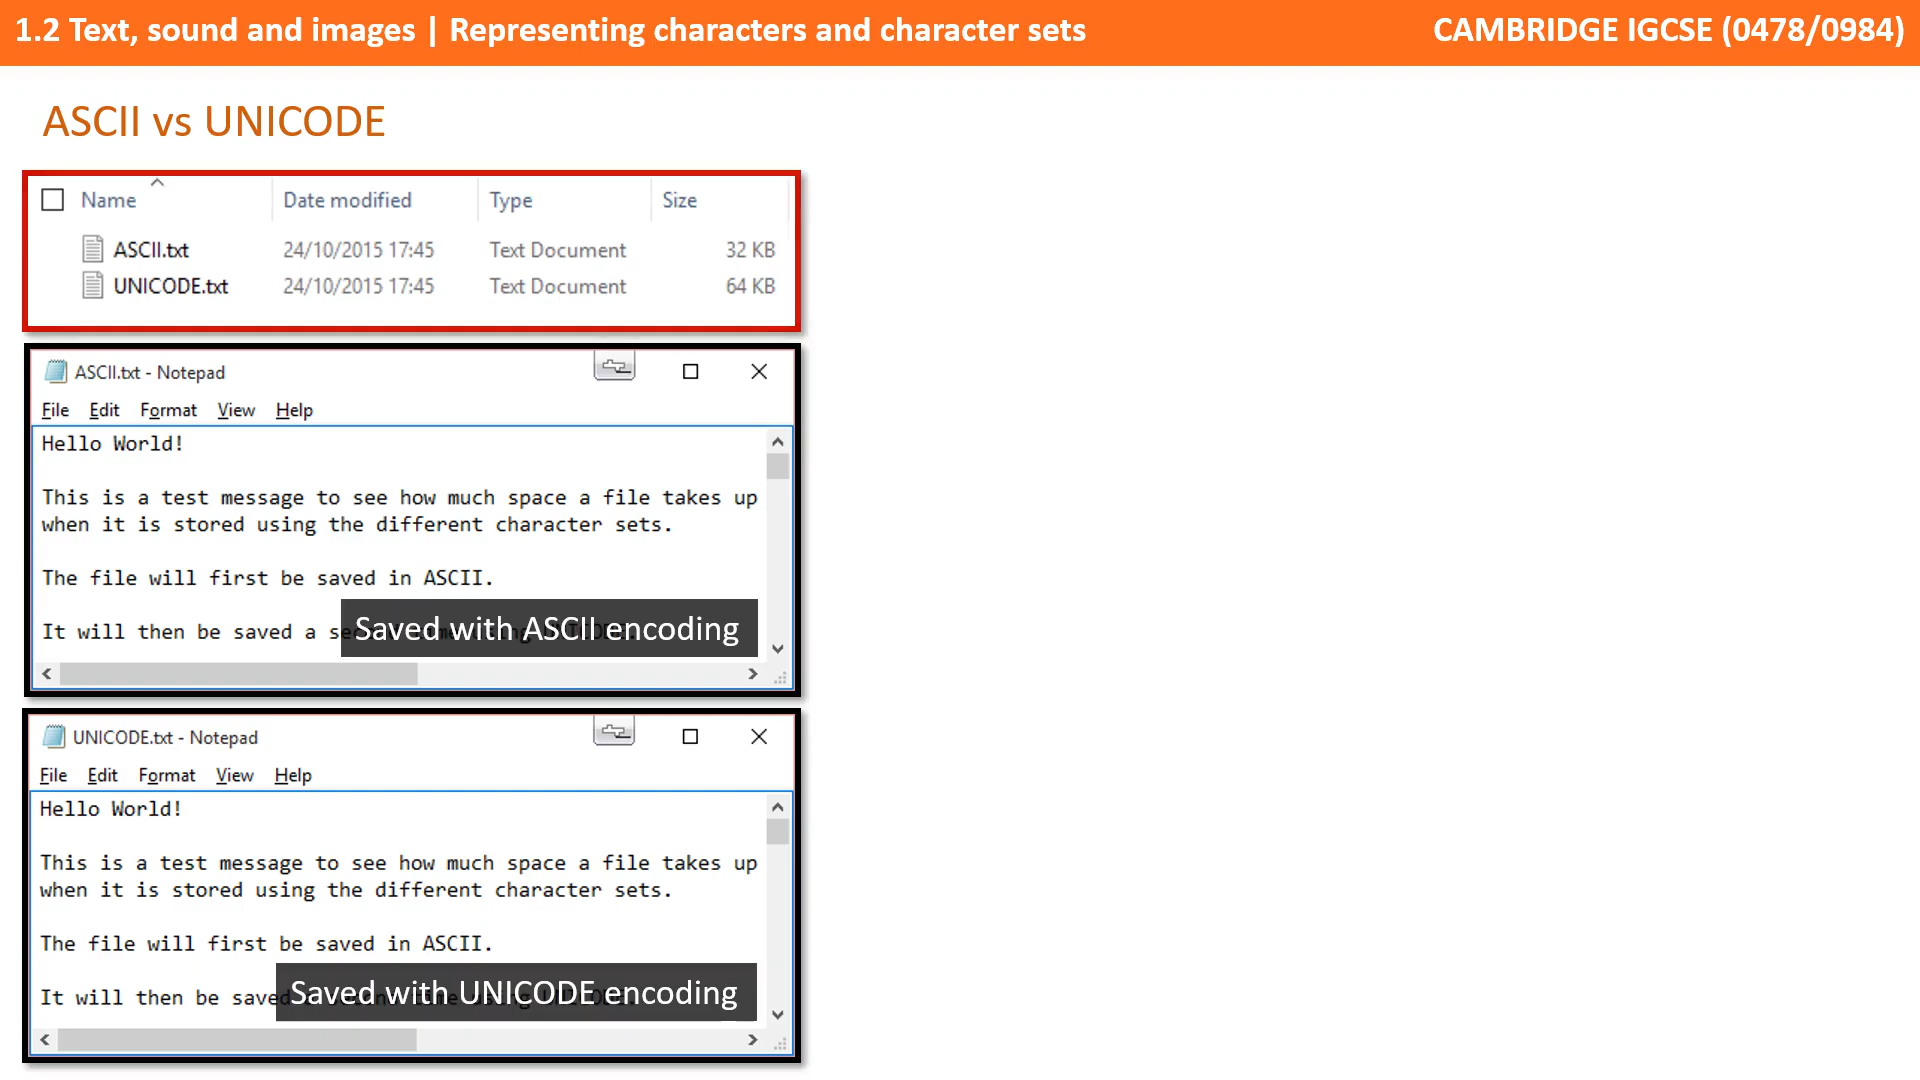 1.2 Text, sound and images | Representing characters and character sets
CAMBRIDGE IGCSE (0478/0984)
ASCII vs UNICODE
Name Date modified Type Size
ASCII.txt 24/10/2015 17:45 Text Document 32 KB
UNICODE.txt 24/10/2015 17:45 Text Document 64 KB
ASCII.txt - Notepad
File Edit Format View Help
Hello World!
This is a test message to see how much space a file takes up
when it is stored using the different character sets.
The file will first be saved in ASCII.
It will then be saved a
Saved with ASCII encoding
UNICODE.txt - Notepad
File Edit Format View Help
Hello World!
This is a test message to see how much space a file takes up
when it is stored using the different character sets.
The file will first be saved in ASCII.
It will then be saved
Saved with UNICODE encoding